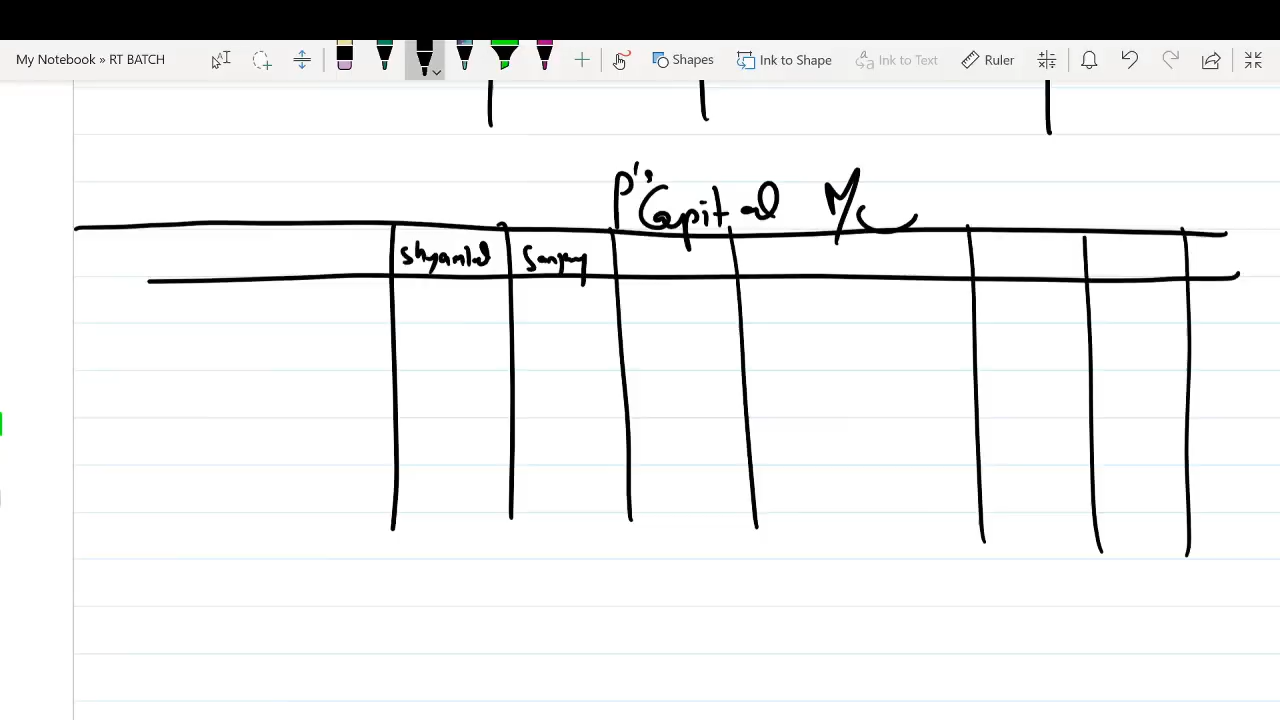 My Notebook » RT BATCH
Shapes
Ink to Shape
Ink to Text
Ruler
P's Capital A/c
Shyamlal Sanjay